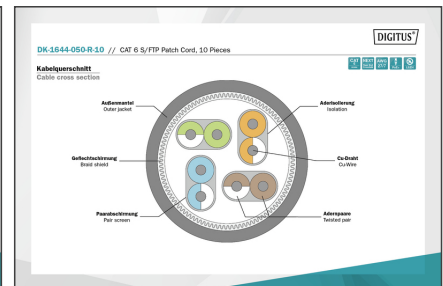 DIGITUS®
DK-1644-050-R-10 // CAT 6 S/FTP Patch Cord, 10 Pieces
Kabelquerschnitt
Cable cross section
Außenmantel
Outer jacket
Aderisolierung
Isolation
Geflechtschirmung
Braid shield
Cu-Draht
Cu-Wire
Paarabschirmung
Pair screen
Adernpaare
Twisted pair